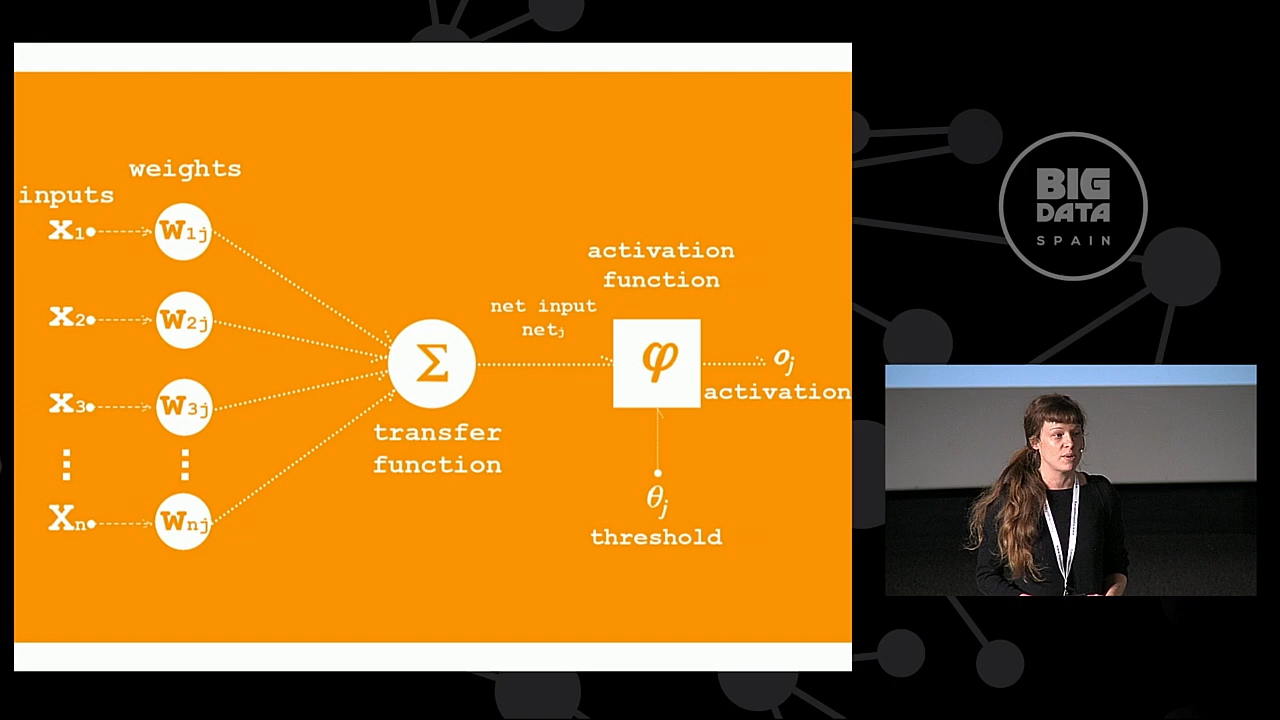 weights
inputs
x1
w1j
x2
w2j
x3
w3j
⋮
⋮
xn
wnj
Σ
transfer
function
net input
netj
activation
function
φ
oj
activation
θj
threshold
BIG
DATA
SPAIN